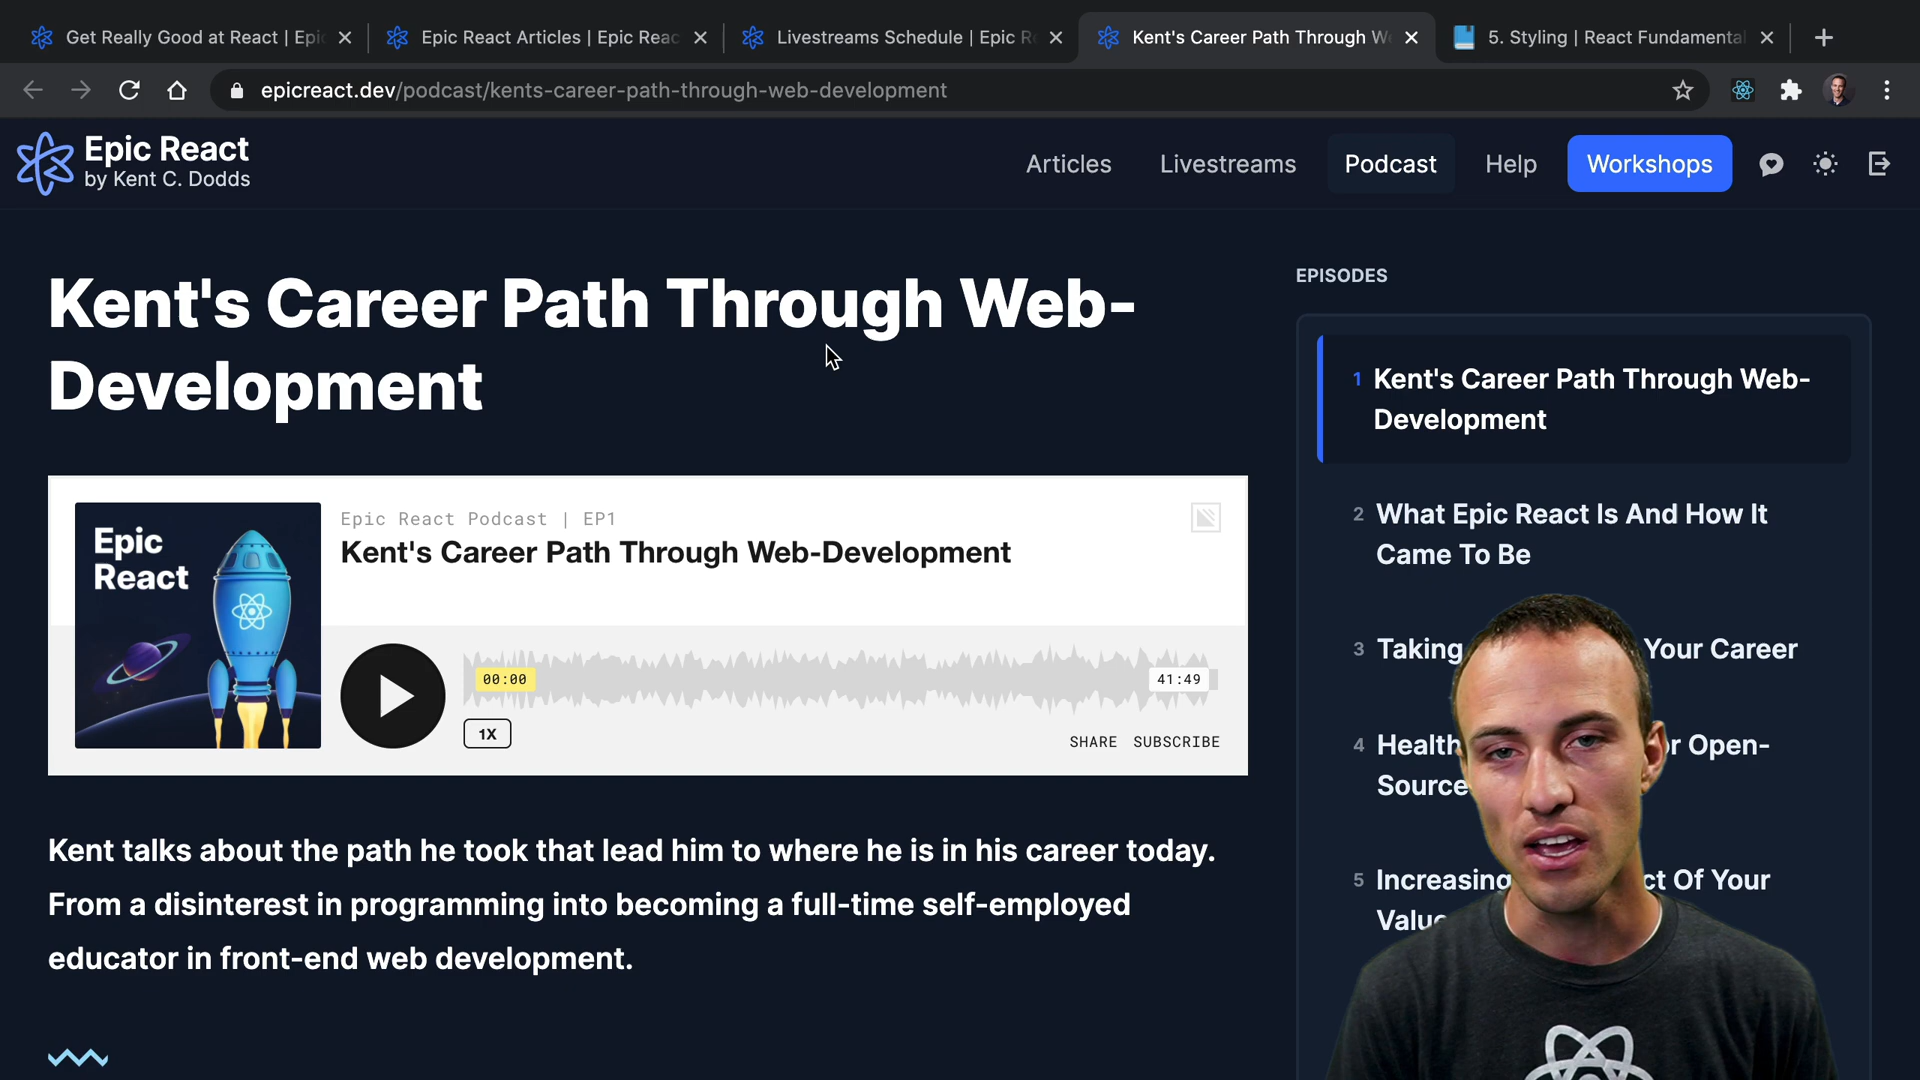 Get Really Good at React | Epi
Epic React Articles | Epic Reac
Livestreams Schedule | Epic R
Kent's Career Path Through W
5. Styling | React Fundamental
epicreact.dev/podcast/kents-career-path-through-web-development
Epic React
by Kent C. Dodds
Articles
Livestreams
Podcast
Help
Workshops
Kent's Career Path Through Web-
Development
Epic React Podcast | EP1
Kent's Career Path Through Web-Development
Epic
React
00:00
41:49
1X
SHARE
SUBSCRIBE
Kent talks about the path he took that lead him to where he is in his career today.
From a disinterest in programming into becoming a full-time self-employed
educator in front-end web development.
EPISODES
1 Kent's Career Path Through Web-
Development
2 What Epic React Is And How It
Came To Be
3 Taking Your Career
4 Health Open-
Source
5 Increasing Of Your
Value